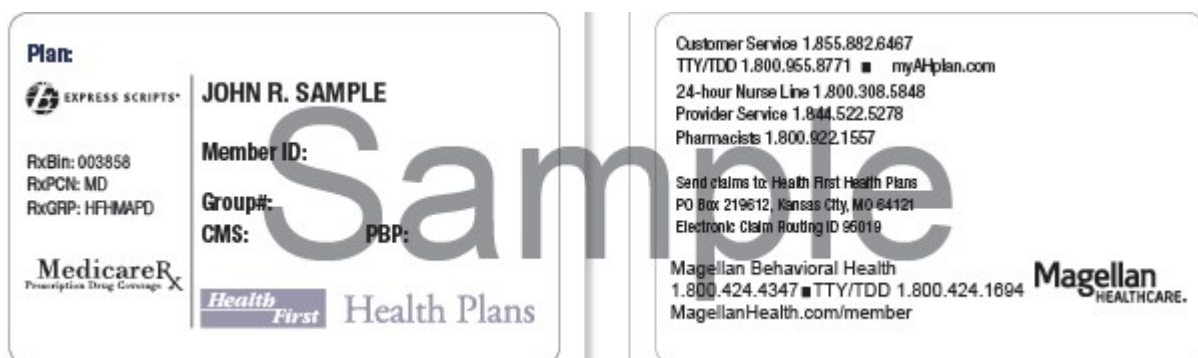 Plan:
EXPRESS SCRIPTS®
RxBin: 003858
RxPCN: MD
RxGRP: HFHMAPD
MedicareRx
Prescription Drug Coverage
JOHN R. SAMPLE
Member ID:
Group#:
CMS: PBP:
Health First Health Plans
Sample
Customer Service 1.855.882.6467
TTY/TDD 1.800.955.8771 ■ myAHplan.com
24-hour Nurse Line 1.800.308.5848
Provider Service 1.844.522.5278
Pharmacists 1.800.922.1557
Send claims to: Health First Health Plans
PO Box 219612, Kansas City, MO 64121
Electronic Claim Routing ID 95019
Magellan Behavioral Health
1.800.424.4347 ■ TTY/TDD 1.800.424.1694
MagellanHealth.com/member
Magellan
HEALTHCARE.